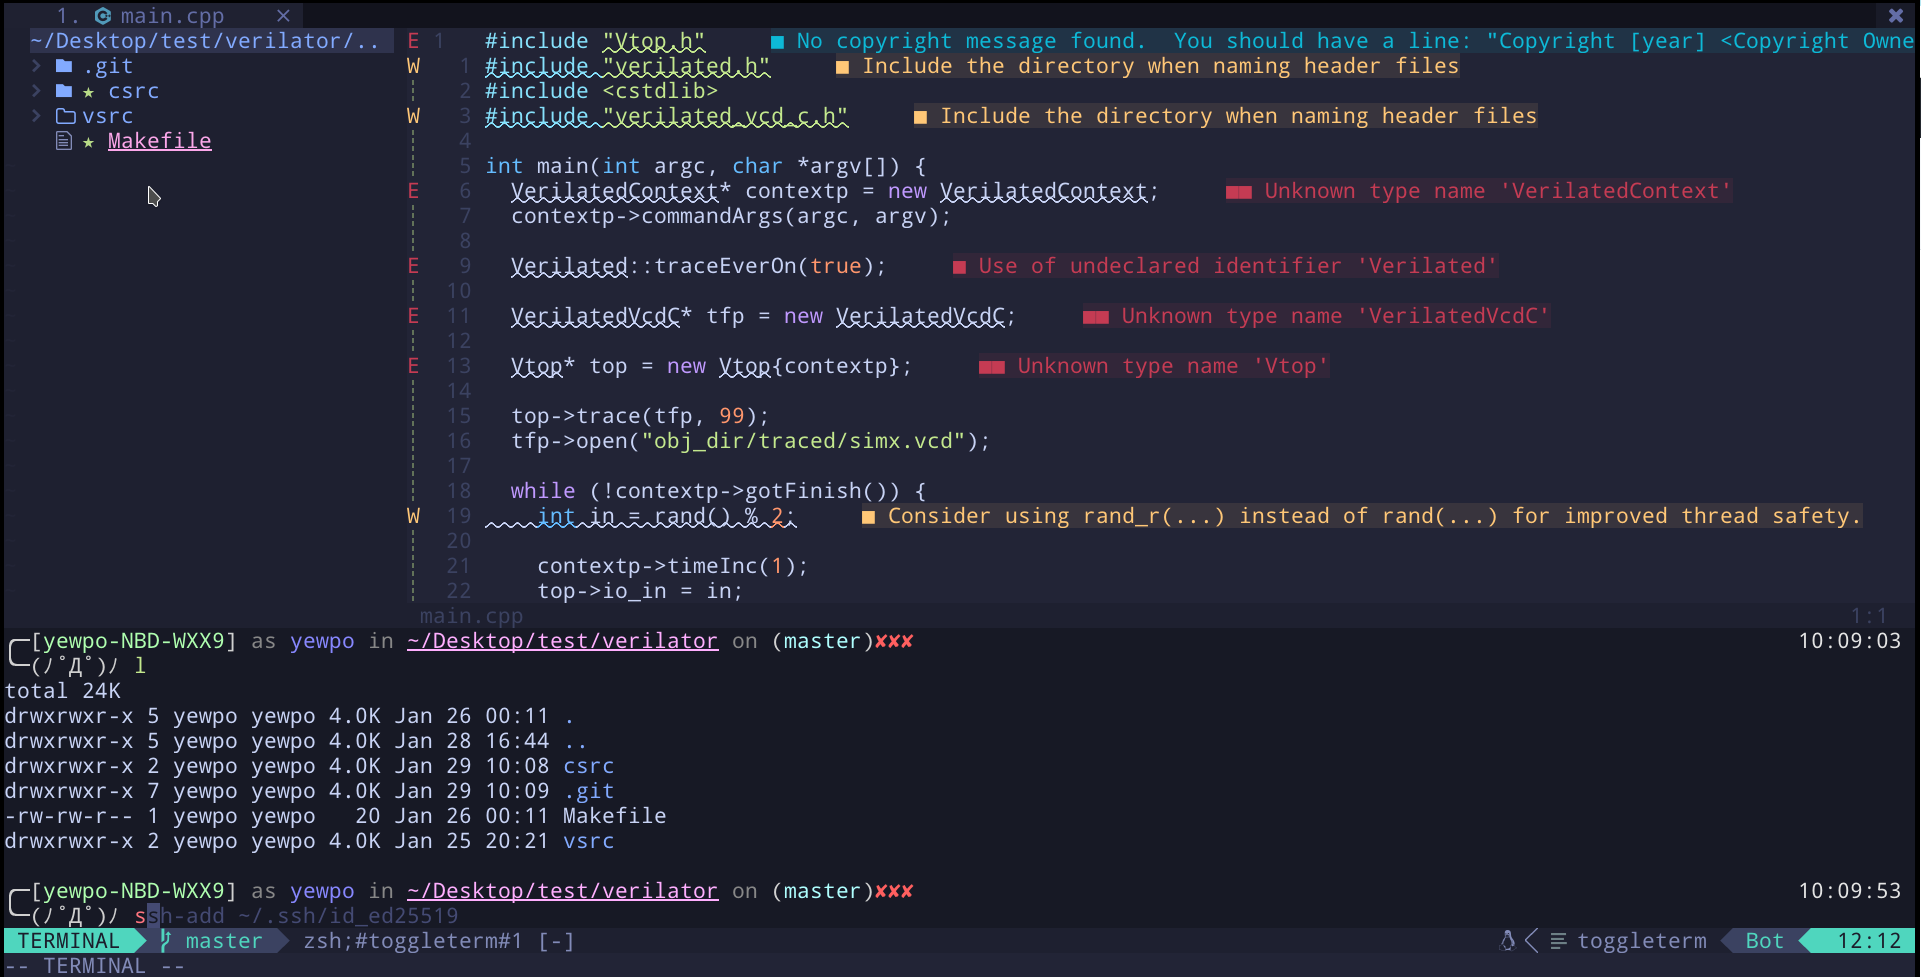 1. main.cpp ×
~/Desktop/test/verilator/..
.git
★ csrc
vsrc
★ Makefile
E 1 #include "Vtop.h" ■ No copyright message found. You should have a line: "Copyright [year] <Copyright Owne
W 1 #include "verilated.h" ■ Include the directory when naming header files
2 #include <cstdlib>
W 3 #include "verilated_vcd_c.h" ■ Include the directory when naming header files
4
5 int main(int argc, char *argv[]) {
E 6 VerilatedContext* contextp = new VerilatedContext; ■■ Unknown type name 'VerilatedContext'
7 contextp->commandArgs(argc, argv);
8
E 9 Verilated::traceEverOn(true); ■ Use of undeclared identifier 'Verilated'
10
E 11 VerilatedVcdC* tfp = new VerilatedVcdC; ■■ Unknown type name 'VerilatedVcdC'
12
E 13 Vtop* top = new Vtop{contextp}; ■■ Unknown type name 'Vtop'
14
15 top->trace(tfp, 99);
16 tfp->open("obj_dir/traced/simx.vcd");
17
18 while (!contextp->gotFinish()) {
W 19 int in = rand() % 2; ■ Consider using rand_r(...) instead of rand(...) for improved thread safety.
20
21 contextp->timeInc(1);
22 top->io_in = in;
main.cpp 1:1
[yewpo-NBD-WXX9] as yewpo in ~/Desktop/test/verilator on (master)✘✘✘ 10:09:03
(ﾉﾟДﾟ)ﾉ l
total 24K
drwxrwxr-x 5 yewpo yewpo 4.0K Jan 26 00:11 .
drwxrwxr-x 5 yewpo yewpo 4.0K Jan 28 16:44 ..
drwxrwxr-x 2 yewpo yewpo 4.0K Jan 29 10:08 csrc
drwxrwxr-x 7 yewpo yewpo 4.0K Jan 29 10:09 .git
-rw-rw-r-- 1 yewpo yewpo 20 Jan 26 00:11 Makefile
drwxrwxr-x 2 yewpo yewpo 4.0K Jan 25 20:21 vsrc
[yewpo-NBD-WXX9] as yewpo in ~/Desktop/test/verilator on (master)✘✘✘ 10:09:53
(ﾉﾟДﾟ)ﾉ ssh-add ~/.ssh/id_ed25519
TERMINAL master zsh;#toggleterm#1 [-] toggleterm Bot 12:12
-- TERMINAL --